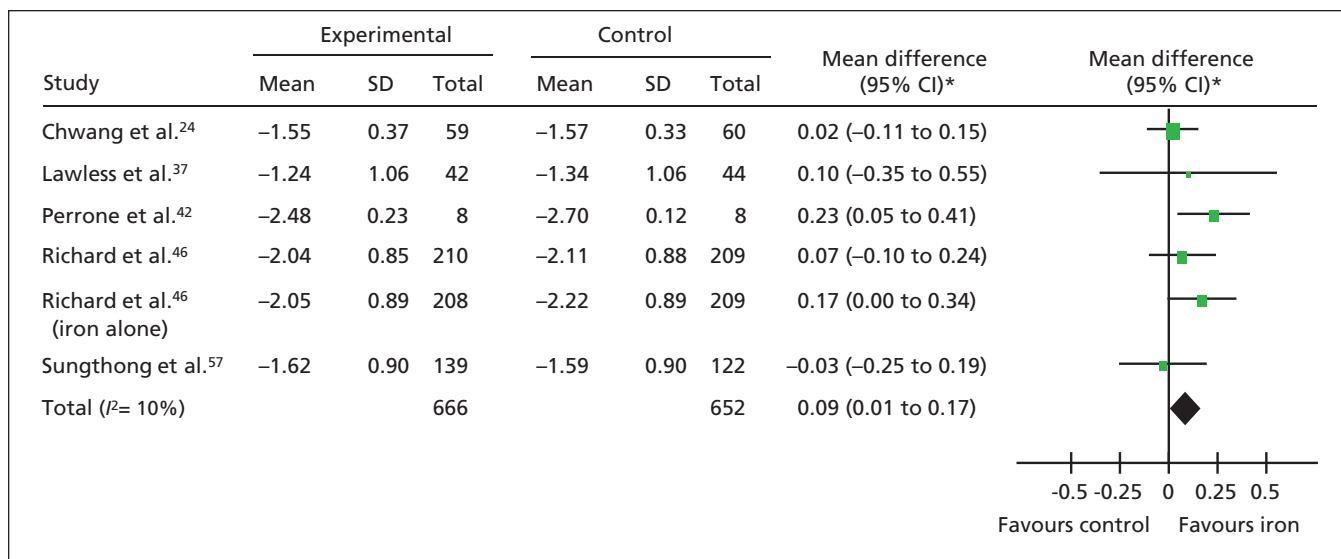 Experimental Control
Mean difference Mean difference
Study Mean SD Total Mean SD Total (95% CI)* (95% CI)*
Chwang et al.²⁴ –1.55 0.37 59 –1.57 0.33 60 0.02 (–0.11 to 0.15)
Lawless et al.³⁷ –1.24 1.06 42 –1.34 1.06 44 0.10 (–0.35 to 0.55)
Perrone et al.⁴² –2.48 0.23 8 –2.70 0.12 8 0.23 (0.05 to 0.41)
Richard et al.⁴⁶ –2.04 0.85 210 –2.11 0.88 209 0.07 (–0.10 to 0.24)
Richard et al.⁴⁶ –2.05 0.89 208 –2.22 0.89 209 0.17 (0.00 to 0.34)
(iron alone)
Sungthong et al.⁵⁷ –1.62 0.90 139 –1.59 0.90 122 –0.03 (–0.25 to 0.19)
Total (I²= 10%) 666 652 0.09 (0.01 to 0.17)
-0.5 -0.25 0 0.25 0.5
Favours control Favours iron